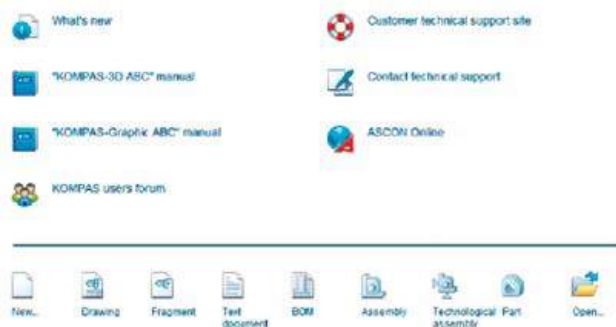 What's new
Customer technical support site
"KOMPAS-3D ABC" manual
Contact technical support
"KOMPAS-Graphic ABC" manual
ASCON Online
KOMPAS users forum
New...
Drawing
Fragment
Text
document
BOM
Assembly
Technological
assembly
Part
Open...